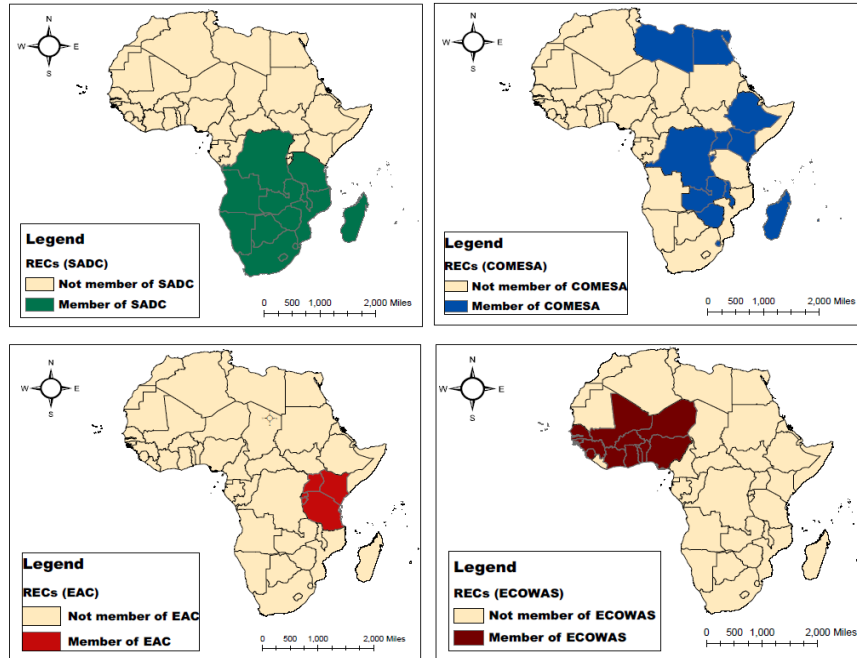 N
W E
S
Legend
RECs (SADC)
Not member of SADC
Member of SADC
0 500 1,000 2,000 Miles
N
W E
S
Legend
RECs (COMESA)
Not member of COMESA
Member of COMESA
0 500 1,000 2,000 Miles
N
W E
S
Legend
RECs (EAC)
Not member of EAC
Member of EAC
0 500 1,000 2,000 Miles
N
W E
S
Legend
RECs (ECOWAS)
Not member of ECOWAS
Member of ECOWAS
0 500 1,000 2,000 Miles